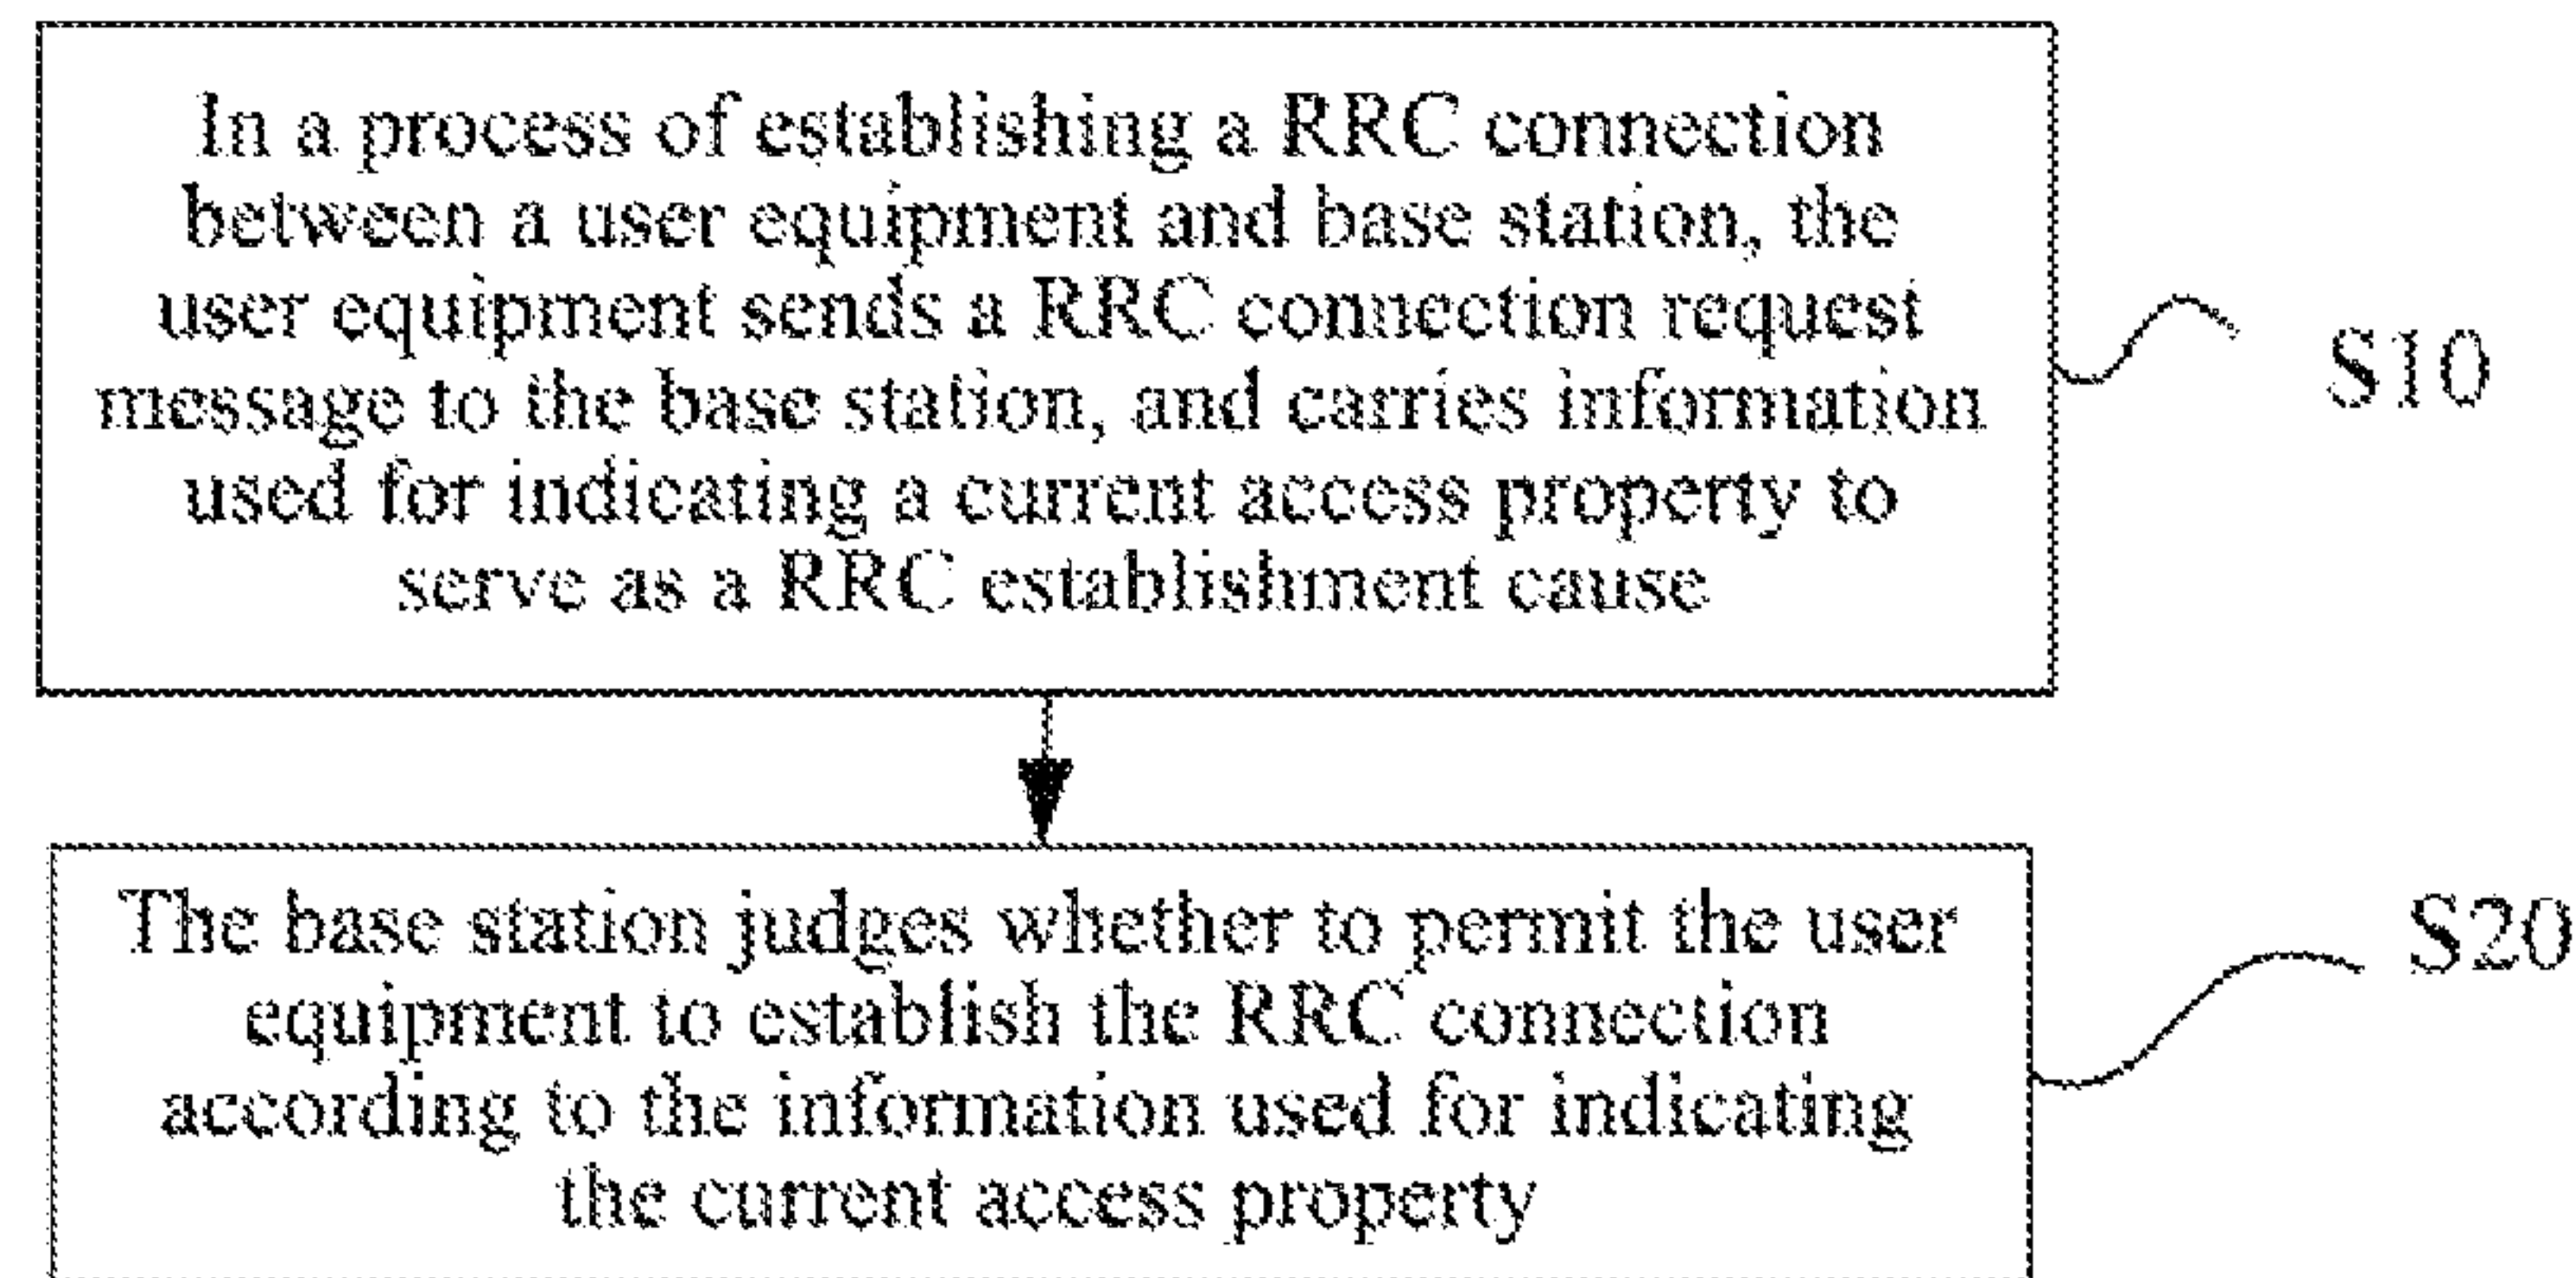 In a process of establishing a RRC connection
between a user equipment and base station, the
user equipment sends a RRC connection request
message to the base station, and carries information
used for indicating a current access property to
serve as a RRC establishment cause
S10
The base station judges whether to permit the user
equipment to establish the RRC connection
according to the information used for indicating
the current access property
S20